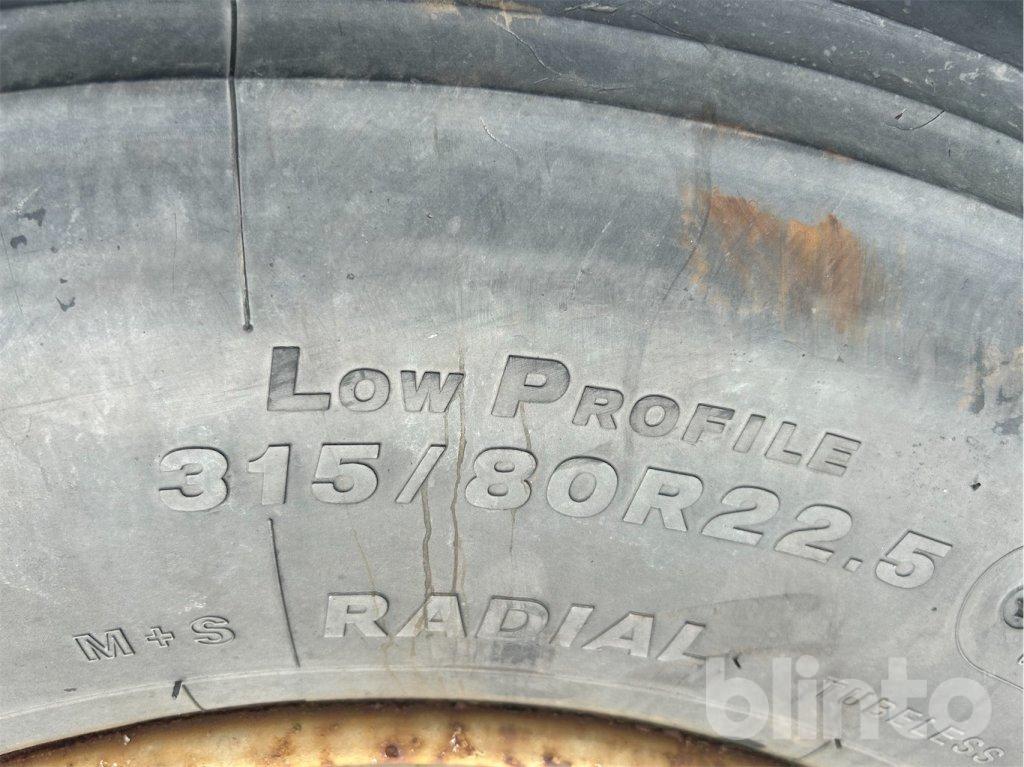 LOW PROFILE
315/80R22.5
RADIAL
M+S
TUBELESS
blinto